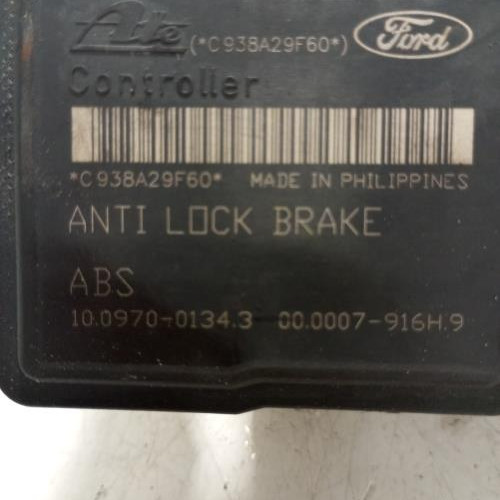 Ate (*C938A29F60*) Ford
Controller
*C938A29F60* MADE IN PHILIPPINES
ANTI LOCK BRAKE
ABS
10.0970-0134.3 00.0007-916H.9